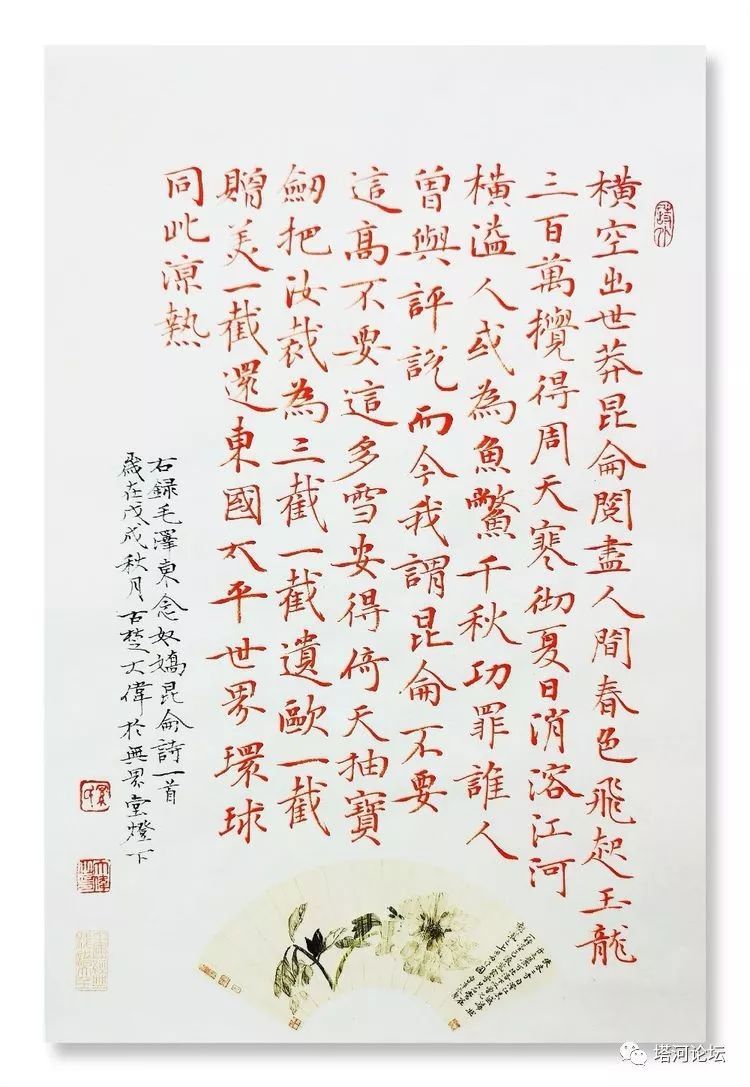 橫空出世莽昆侖閱盡人間春色飛起玉龍
三百萬攪得周天寒彻夏日消溶江河
橫溢人或為魚鱉千秋功罪誰人
曾與評說而今我謂昆侖不要
這高不要這多雪安得倚天抽寶
劍把汝裁為三截一截遺歐一截
贈美一截還東國太平世界環球
同此涼熱
右録毛澤東念奴嬌昆侖詩一首
歲在戊戌秋月古楚大偉於無界堂燈下
塔河论坛